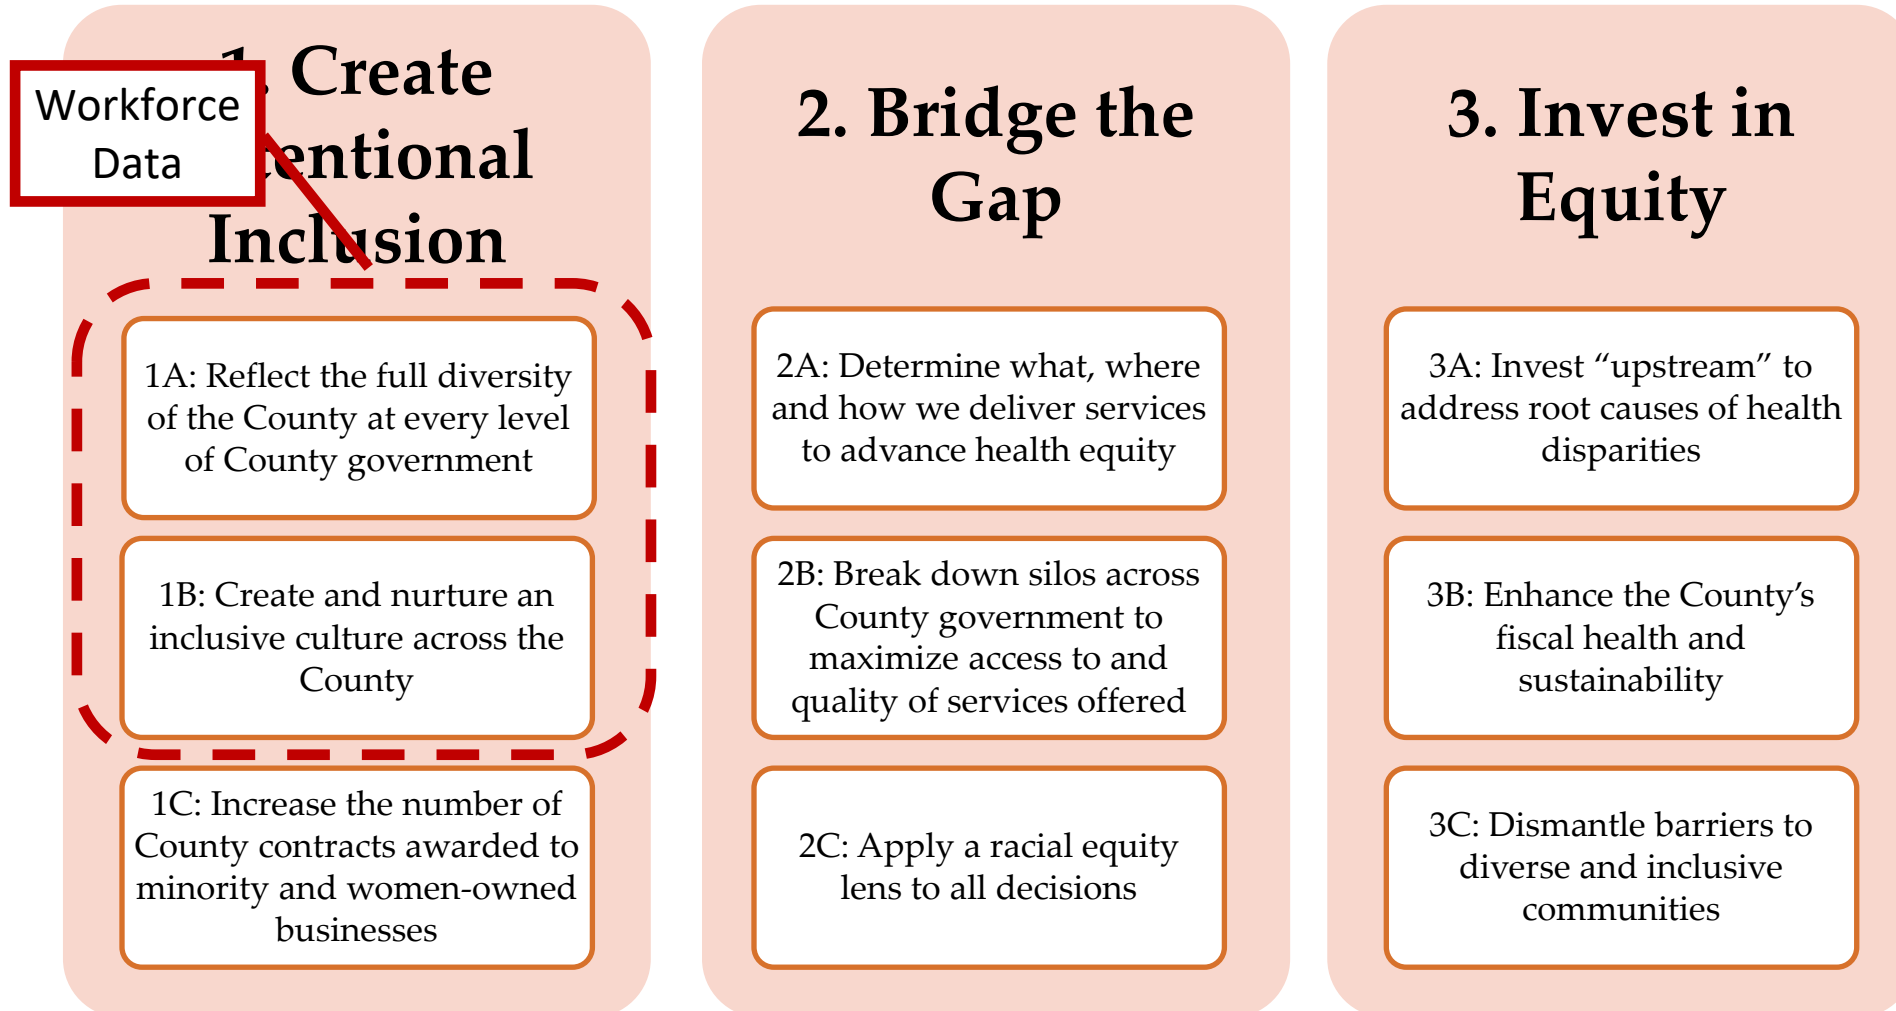 Workforce
Data
1. Create
entional
Inclusion
1A: Reflect the full diversity
of the County at every level
of County government
1B: Create and nurture an
inclusive culture across the
County
1C: Increase the number of
County contracts awarded to
minority and women-owned
businesses
2. Bridge the
Gap
2A: Determine what, where
and how we deliver services
to advance health equity
2B: Break down silos across
County government to
maximize access to and
quality of services offered
2C: Apply a racial equity
lens to all decisions
3. Invest in
Equity
3A: Invest “upstream” to
address root causes of health
disparities
3B: Enhance the County’s
fiscal health and
sustainability
3C: Dismantle barriers to
diverse and inclusive
communities